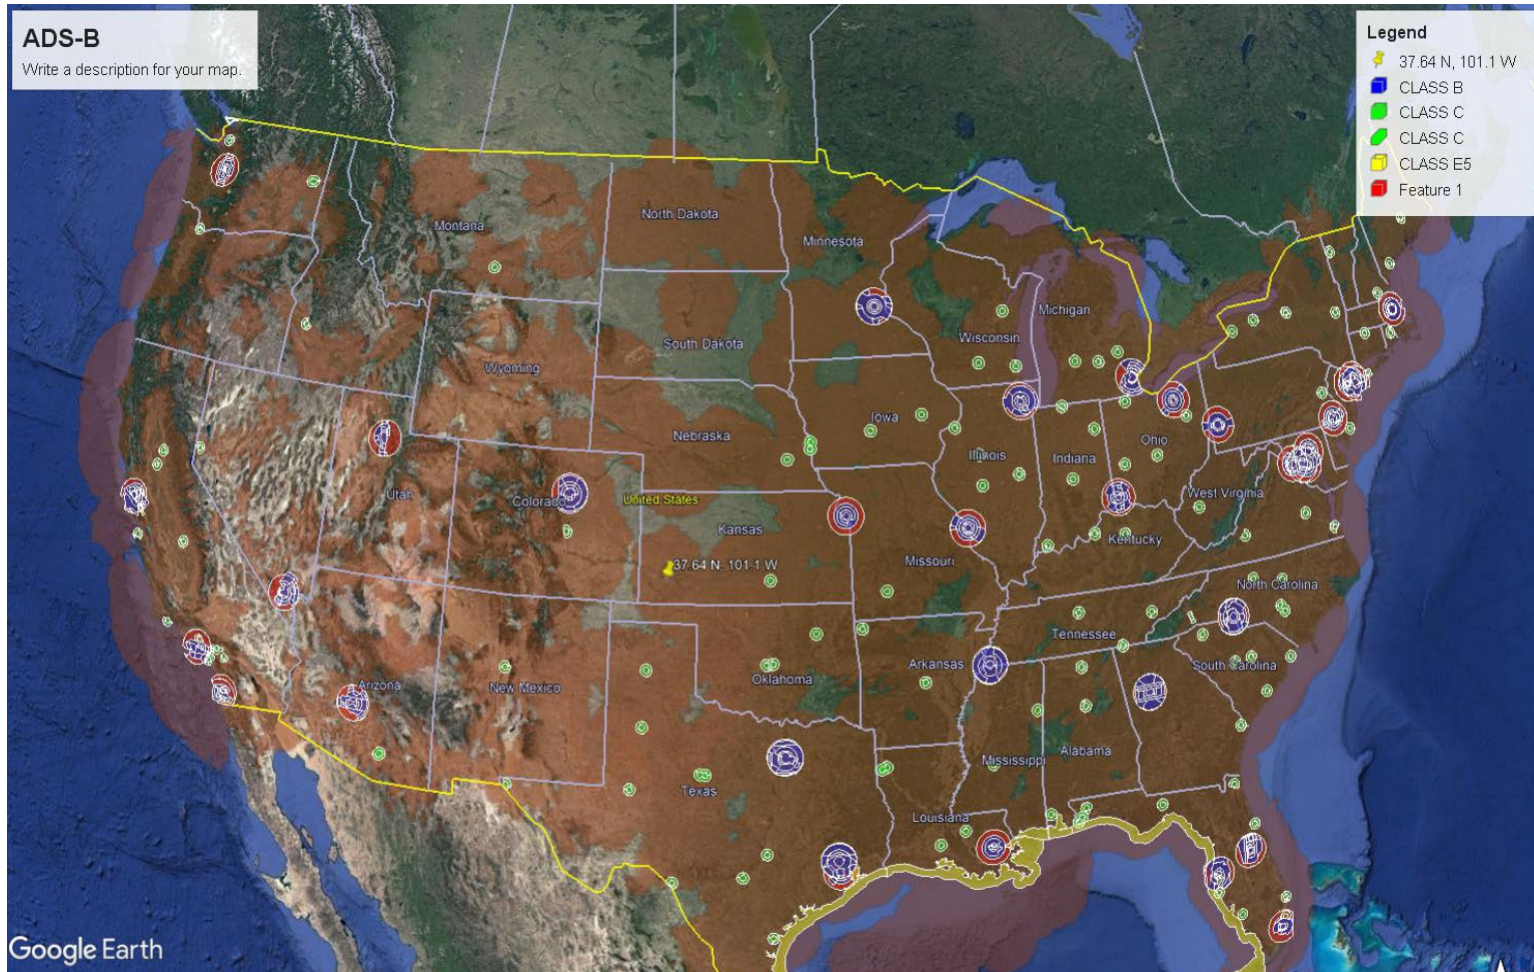 ADS-B
Write a description for your map.
Legend
37.64 N, 101.1 W
CLASS B
CLASS C
CLASS C
CLASS E5
Feature 1
North Dakota
Montana
Minnesota
Michigan
Wisconsin
South Dakota
Wyoming
Iowa
Nebraska
Ohio
Illinois
Indiana
Utah
Colorado
United States
West Virginia
Kansas
Kentucky
Missouri
37.64 N, 101.1 W
North Carolina
Tennessee
Arkansas
South Carolina
Oklahoma
Arizona
New Mexico
Alabama
Mississippi
Texas
Louisiana
Google Earth